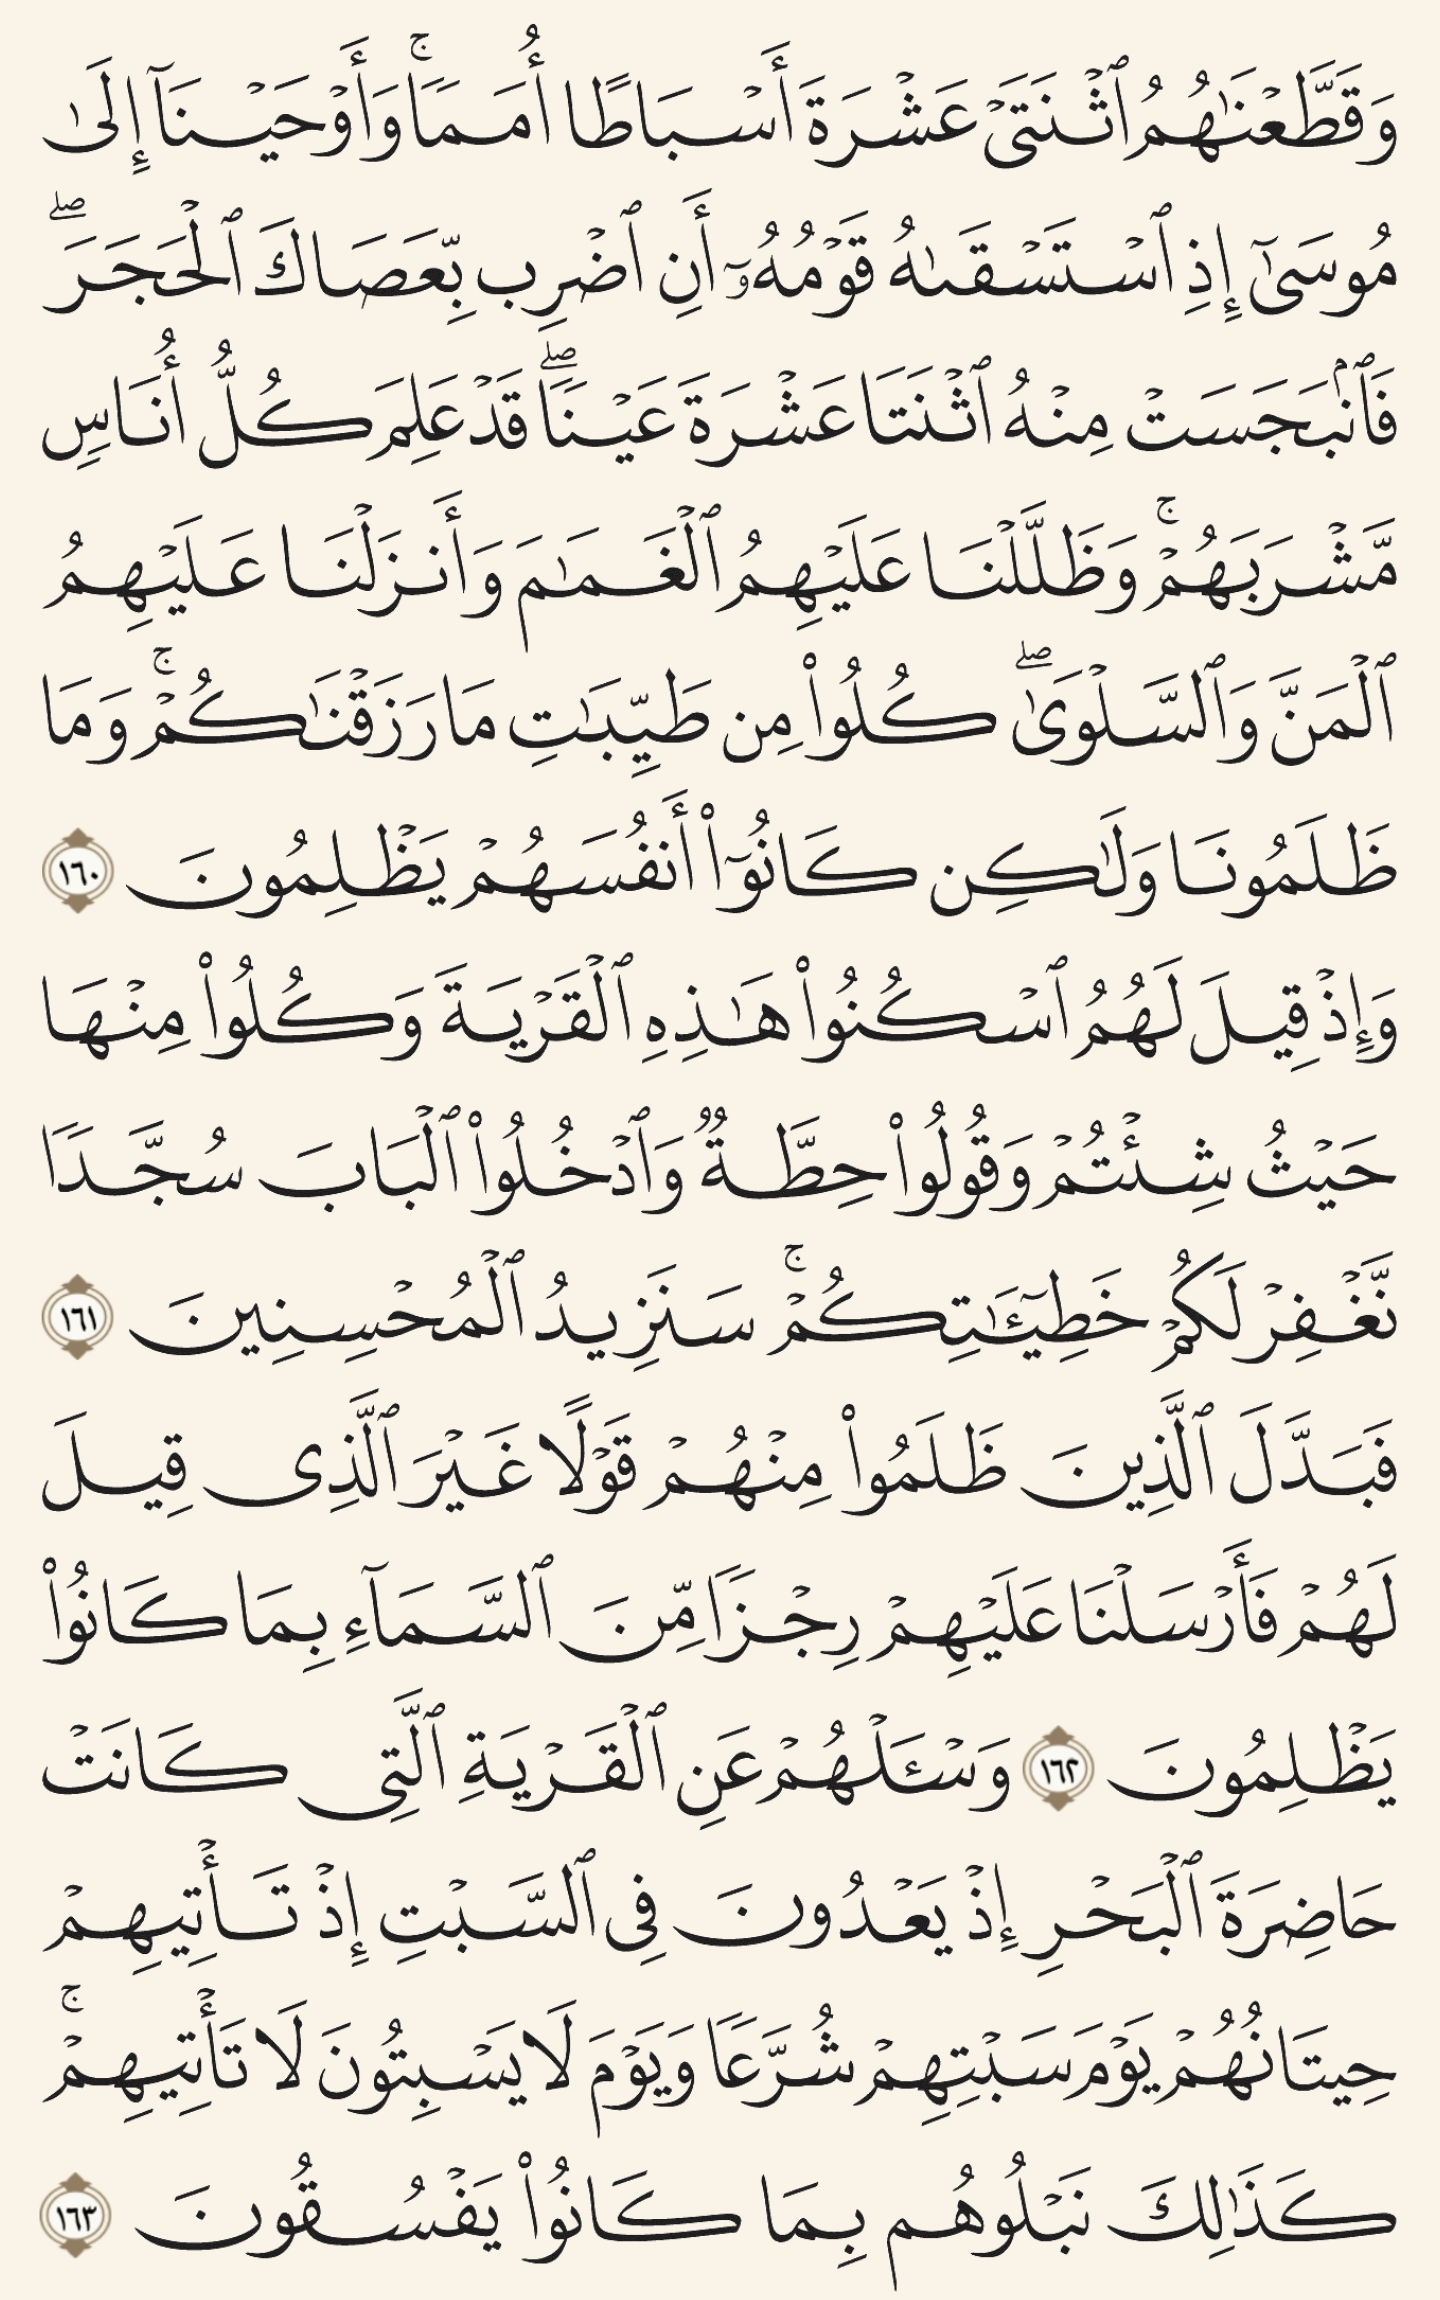 وَقَطَّعْنَٰهُمُ ٱثْنَتَىْ عَشْرَةَ أَسْبَاطًا أُمَمًا ۚ وَأَوْحَيْنَآ إِلَىٰ
مُوسَىٰٓ إِذِ ٱسْتَسْقَىٰهُ قَوْمُهُۥٓ أَنِ ٱضْرِب بِّعَصَاكَ ٱلْحَجَرَ ۖ
فَٱنۢبَجَسَتْ مِنْهُ ٱثْنَتَا عَشْرَةَ عَيْنًا ۖ قَدْ عَلِمَ كُلُّ أُنَاسٍ
مَّشْرَبَهُمْ ۚ وَظَلَّلْنَا عَلَيْهِمُ ٱلْغَمَٰمَ وَأَنزَلْنَا عَلَيْهِمُ
ٱلْمَنَّ وَٱلسَّلْوَىٰ ۖ كُلُوا۟ مِن طَيِّبَٰتِ مَا رَزَقْنَٰكُمْ ۚ وَمَا
ظَلَمُونَا وَلَٰكِن كَانُوٓا۟ أَنفُسَهُمْ يَظْلِمُونَ ١٦٠
وَإِذْ قِيلَ لَهُمُ ٱسْكُنُوا۟ هَٰذِهِ ٱلْقَرْيَةَ وَكُلُوا۟ مِنْهَا
حَيْثُ شِئْتُمْ وَقُولُوا۟ حِطَّةٌ وَٱدْخُلُوا۟ ٱلْبَابَ سُجَّدًا
نَّغْفِرْ لَكُمْ خَطِيٓـَٰٔتِكُمْ ۚ سَنَزِيدُ ٱلْمُحْسِنِينَ ١٦١
فَبَدَّلَ ٱلَّذِينَ ظَلَمُوا۟ مِنْهُمْ قَوْلًا غَيْرَ ٱلَّذِى قِيلَ
لَهُمْ فَأَرْسَلْنَا عَلَيْهِمْ رِجْزًا مِّنَ ٱلسَّمَآءِ بِمَا كَانُوا۟
يَظْلِمُونَ ١٦٢ وَسْـَٔلْهُمْ عَنِ ٱلْقَرْيَةِ ٱلَّتِى كَانَتْ
حَاضِرَةَ ٱلْبَحْرِ إِذْ يَعْدُونَ فِى ٱلسَّبْتِ إِذْ تَأْتِيهِمْ
حِيتَانُهُمْ يَوْمَ سَبْتِهِمْ شُرَّعًا وَيَوْمَ لَا يَسْبِتُونَ لَا تَأْتِيهِمْ ۚ
كَذَٰلِكَ نَبْلُوهُم بِمَا كَانُوا۟ يَفْسُقُونَ ١٦٣